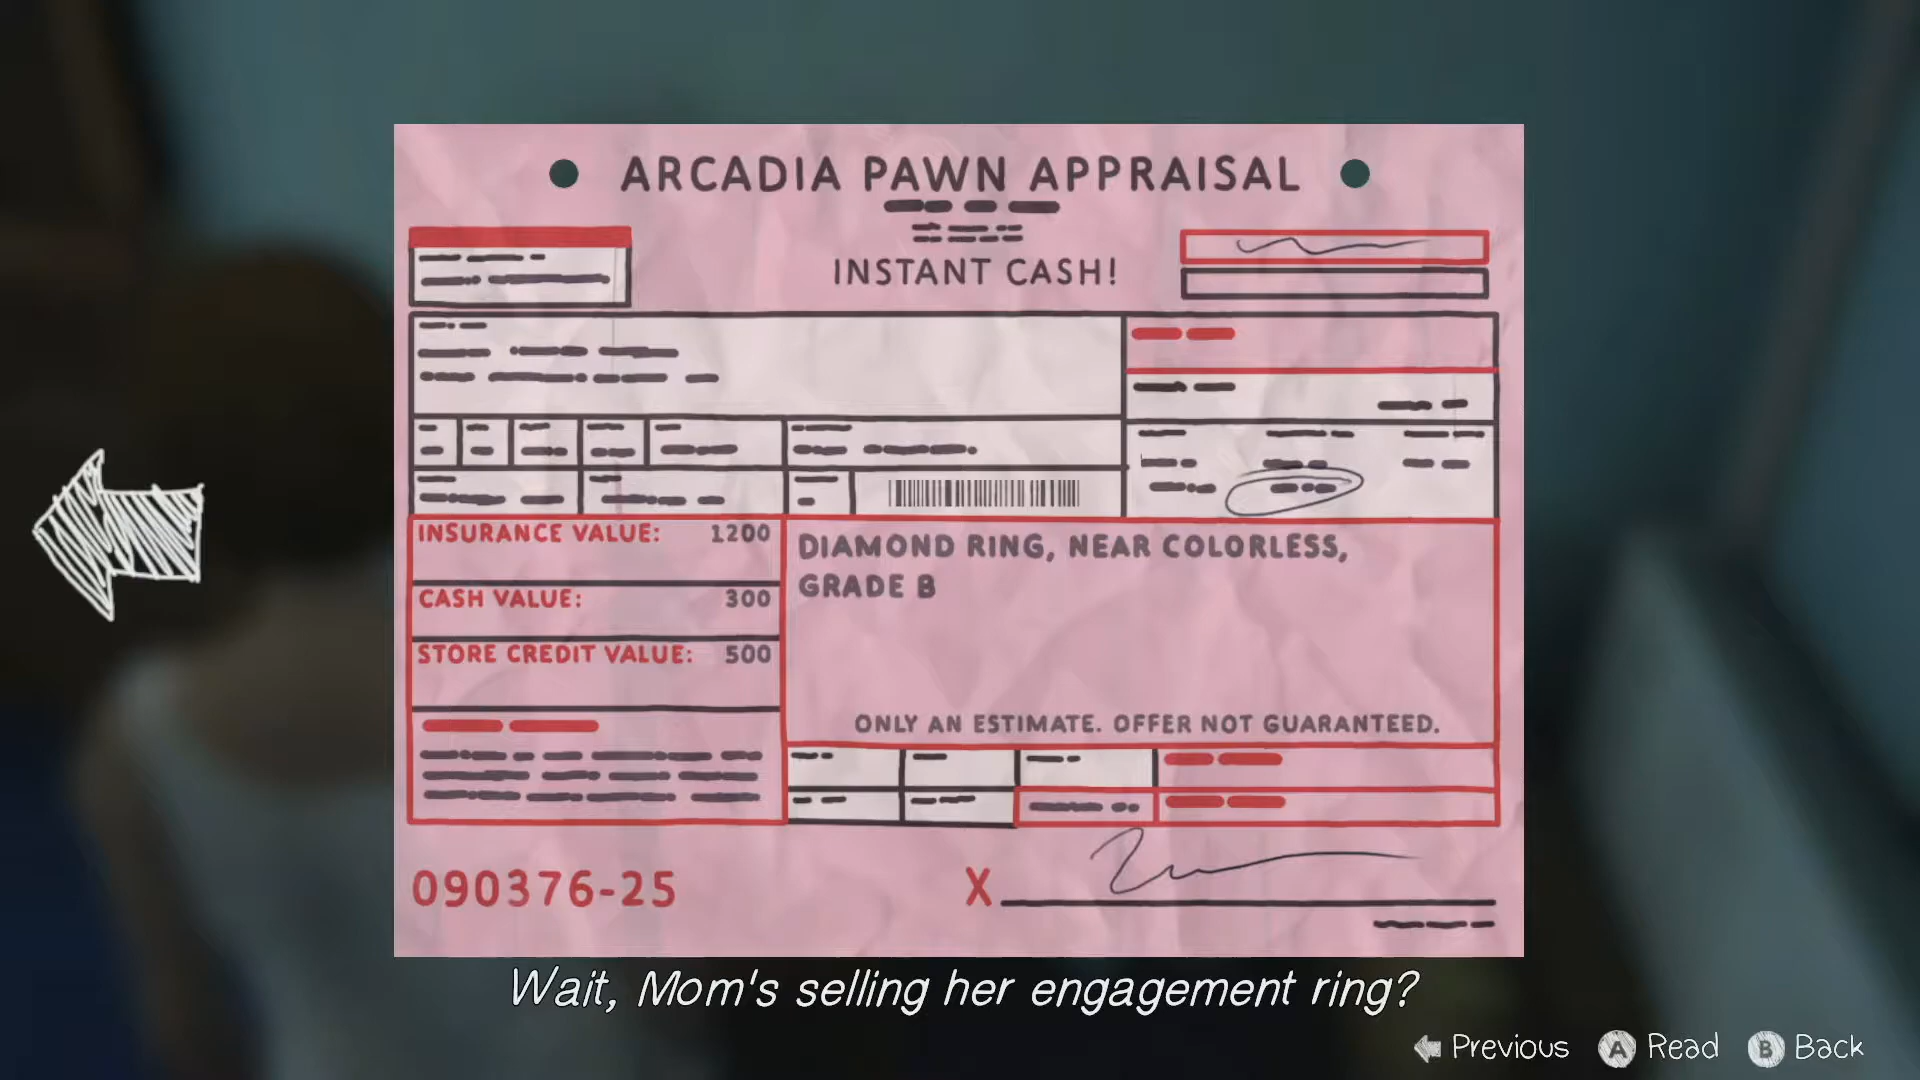 ARCADIA PAWN APPRAISAL
INSTANT CASH!
INSURANCE VALUE: 1200
CASH VALUE: 300
STORE CREDIT VALUE: 500
DIAMOND RING, NEAR COLORLESS,
GRADE B
ONLY AN ESTIMATE. OFFER NOT GUARANTEED.
090376-25
X
Wait, Mom's selling her engagement ring?
Previous A Read B Back